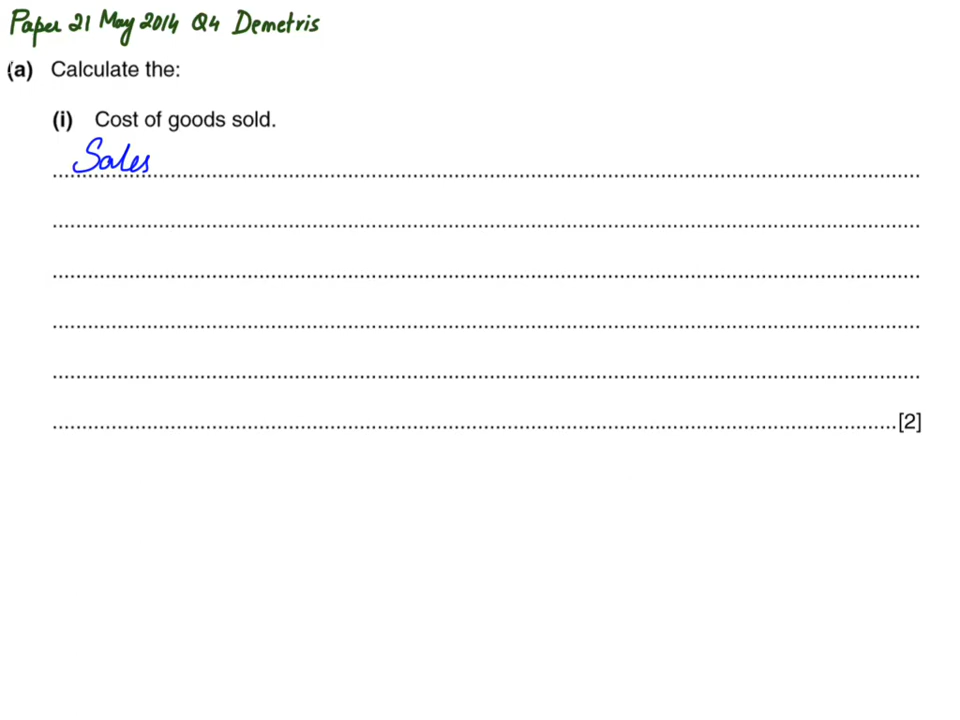 Paper 21 May 2014 Q4 Demetris
(a) Calculate the:
(i) Cost of goods sold.
Sales
[2]